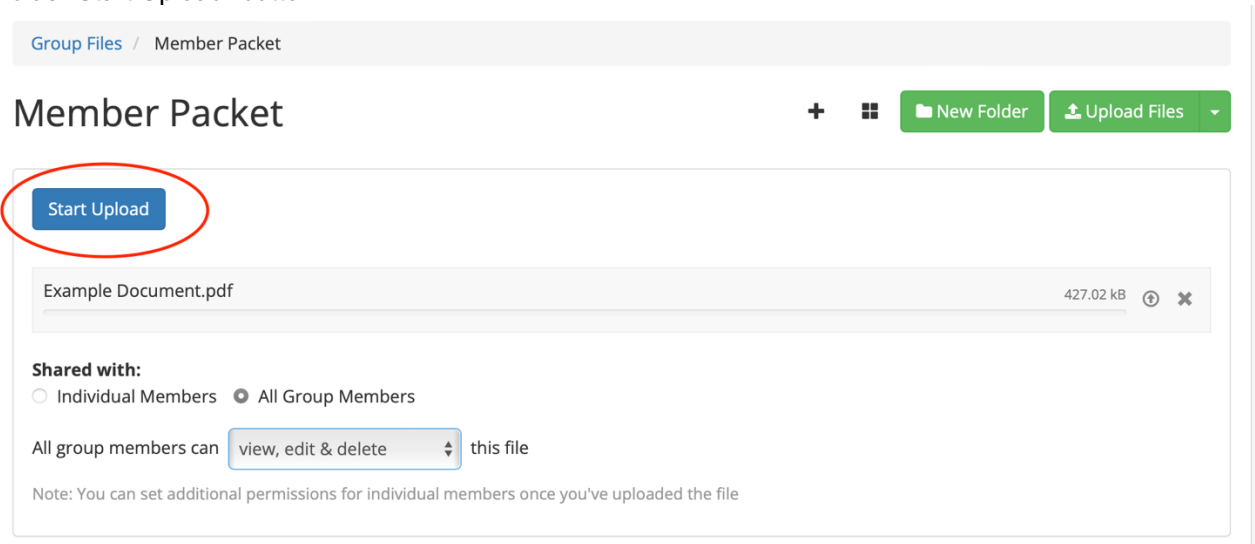 Group Files / Member Packet
Member Packet
New Folder
Upload Files
Start Upload
Example Document.pdf
427.02 kB
Shared with:
Individual Members
All Group Members
All group members can view, edit & delete this file
Note: You can set additional permissions for individual members once you've uploaded the file